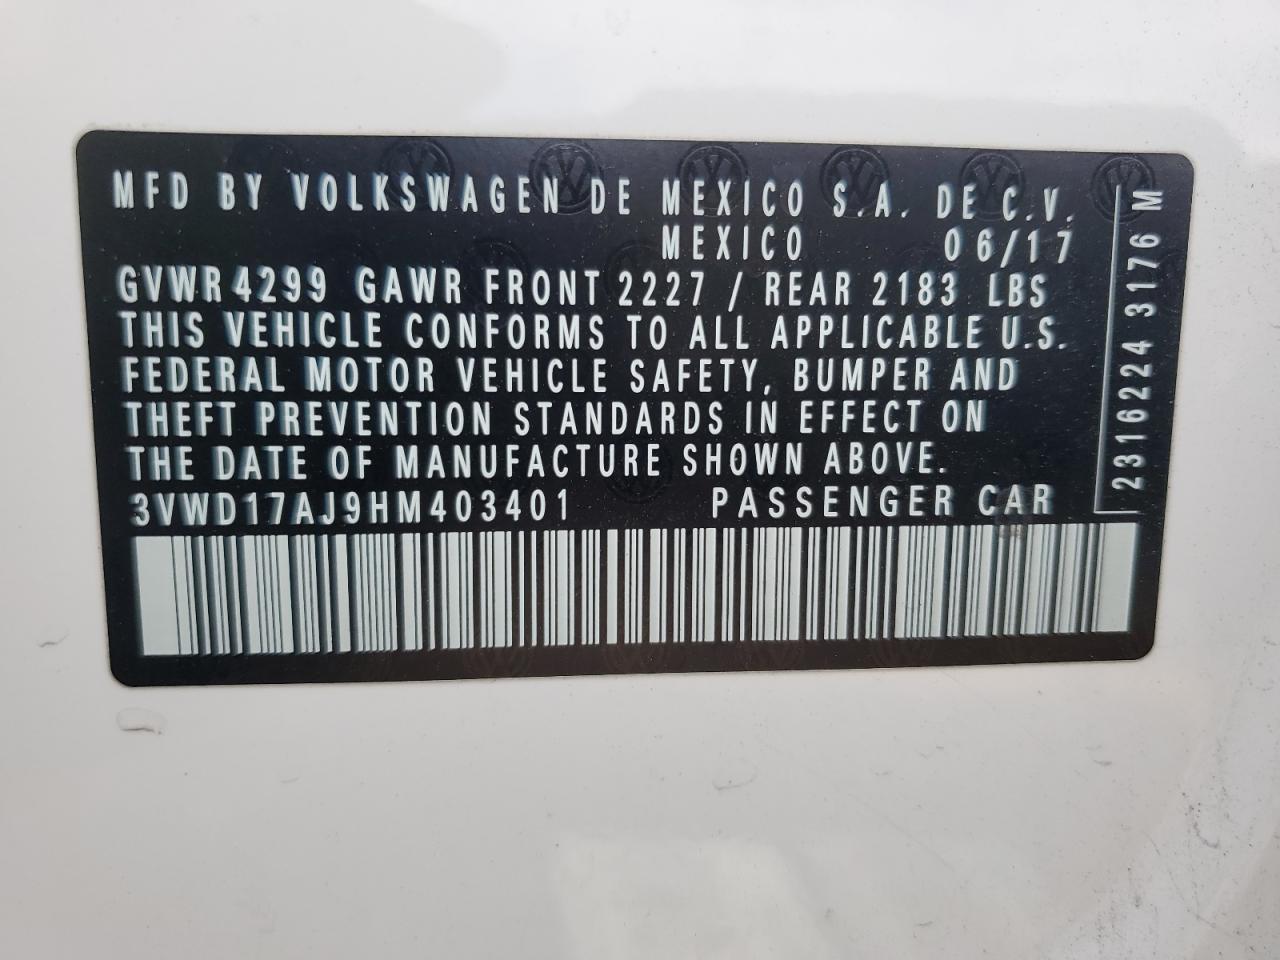 MFD BY VOLKSWAGEN DE MEXICO S.A. DE C.V.
MEXICO 06/17
GVWR 4299 GAWR FRONT 2227 / REAR 2183 LBS
THIS VEHICLE CONFORMS TO ALL APPLICABLE U.S.
FEDERAL MOTOR VEHICLE SAFETY, BUMPER AND
THEFT PREVENTION STANDARDS IN EFFECT ON
THE DATE OF MANUFACTURE SHOWN ABOVE.
3VWD17AJ9HM403401 PASSENGER CAR
2316224 3176 M